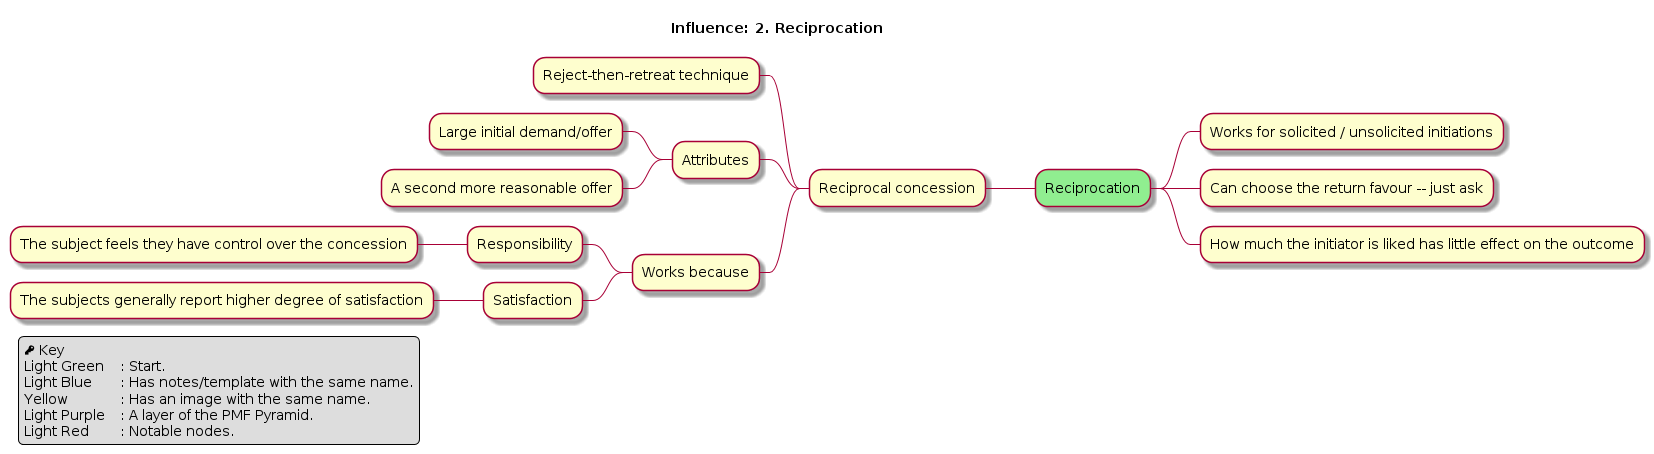 Influence: 2. Reciprocation
Reject-then-retreat technique
Large initial demand/offer
Attributes
A second more reasonable offer
Reciprocal concession
The subject feels they have control over the concession
Responsibility
Works because
The subjects generally report higher degree of satisfaction
Satisfaction
Reciprocation
Works for solicited / unsolicited initiations
Can choose the return favour -- just ask
How much the initiator is liked has little effect on the outcome
Key
Light Green : Start.
Light Blue : Has notes/template with the same name.
Yellow : Has an image with the same name.
Light Purple : A layer of the PMF Pyramid.
Light Red : Notable nodes.